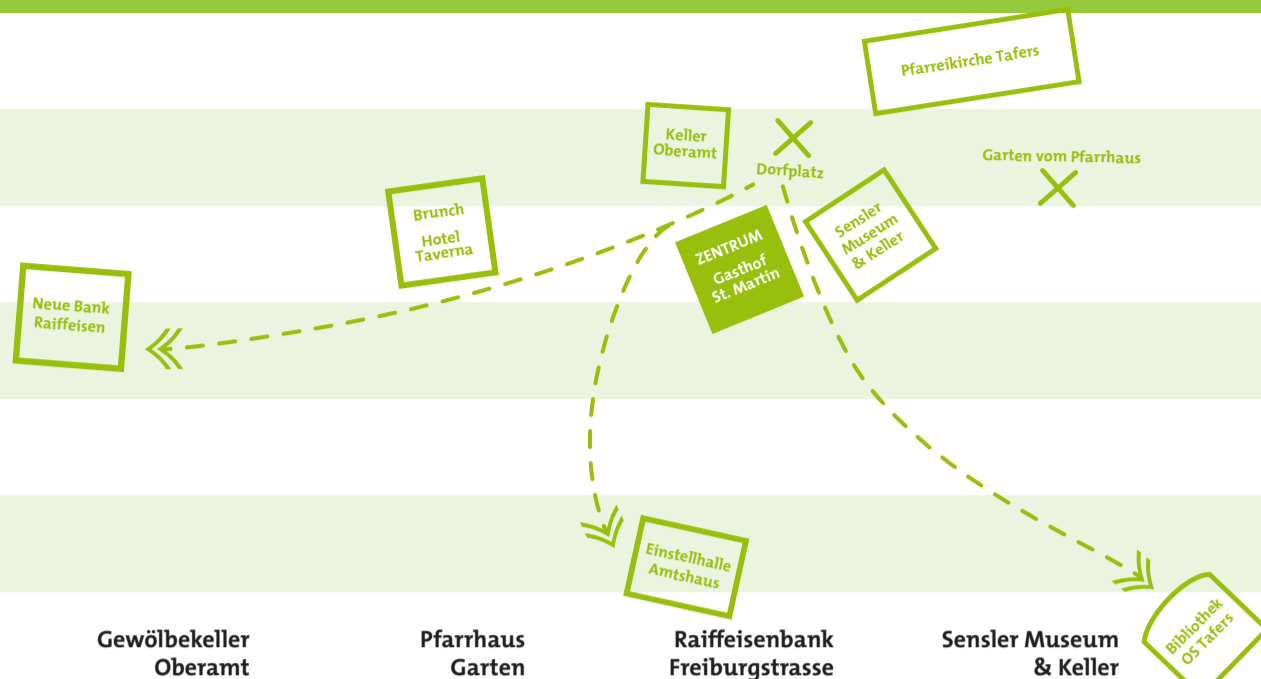 Pfarreikirche Tafers
Keller
Oberamt
Dorfplatz
Garten vom Pfarrhaus
Brunch
Hotel
Taverna
ZENTRUM
Gasthof
St. Martin
Sensler
Museum
& Keller
Neue Bank
Raiffeisen
Einstellhalle
Amtshaus
Bibliothek
OS Tafers
Gewölbekeller
Oberamt
Pfarrhaus
Garten
Raiffeisenbank
Freiburgstrasse
Sensler Museum
& Keller